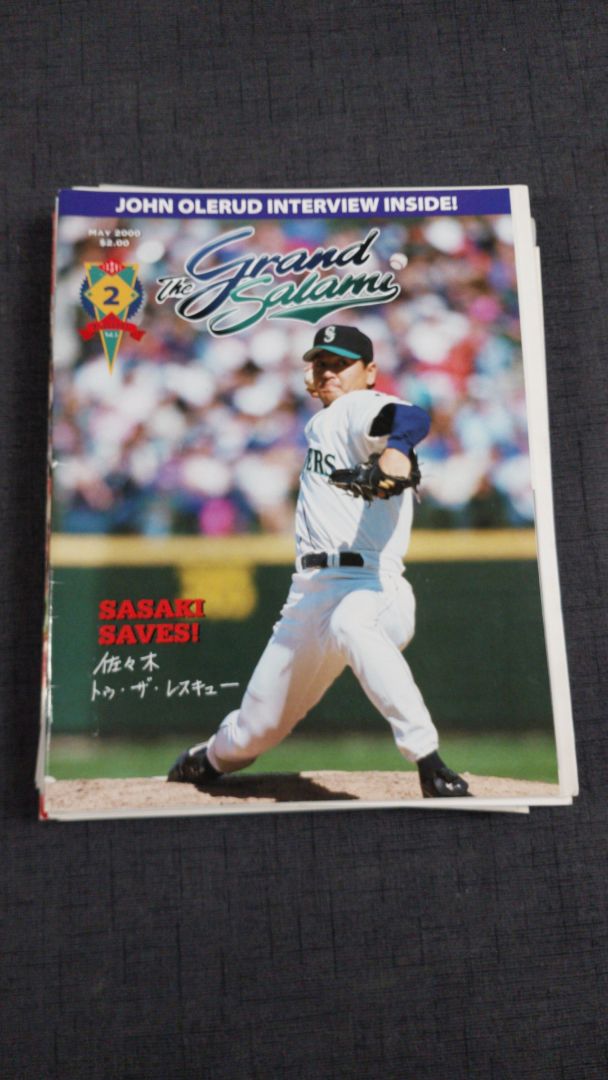 JOHN OLERUD INTERVIEW INSIDE!
MAY 2000
$2.00
The Grand Salami
2
S
ERS
SASAKI
SAVES!
佐々木
トゥ・ザ・レスキュー